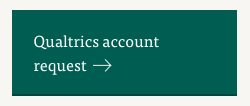 Qualtrics account
request →